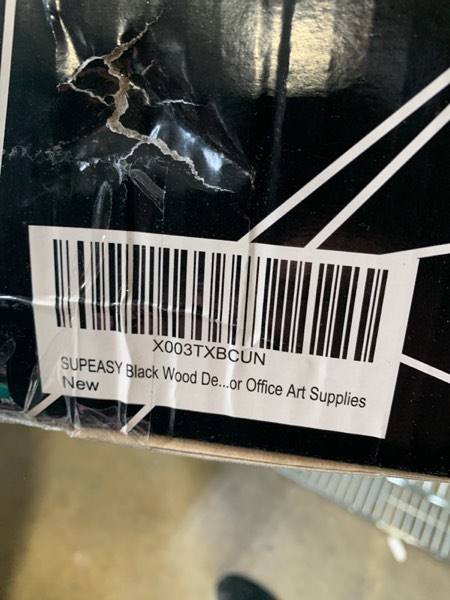 X003TXBCUN
SUPEASY Black Wood De...or Office Art Supplies
New